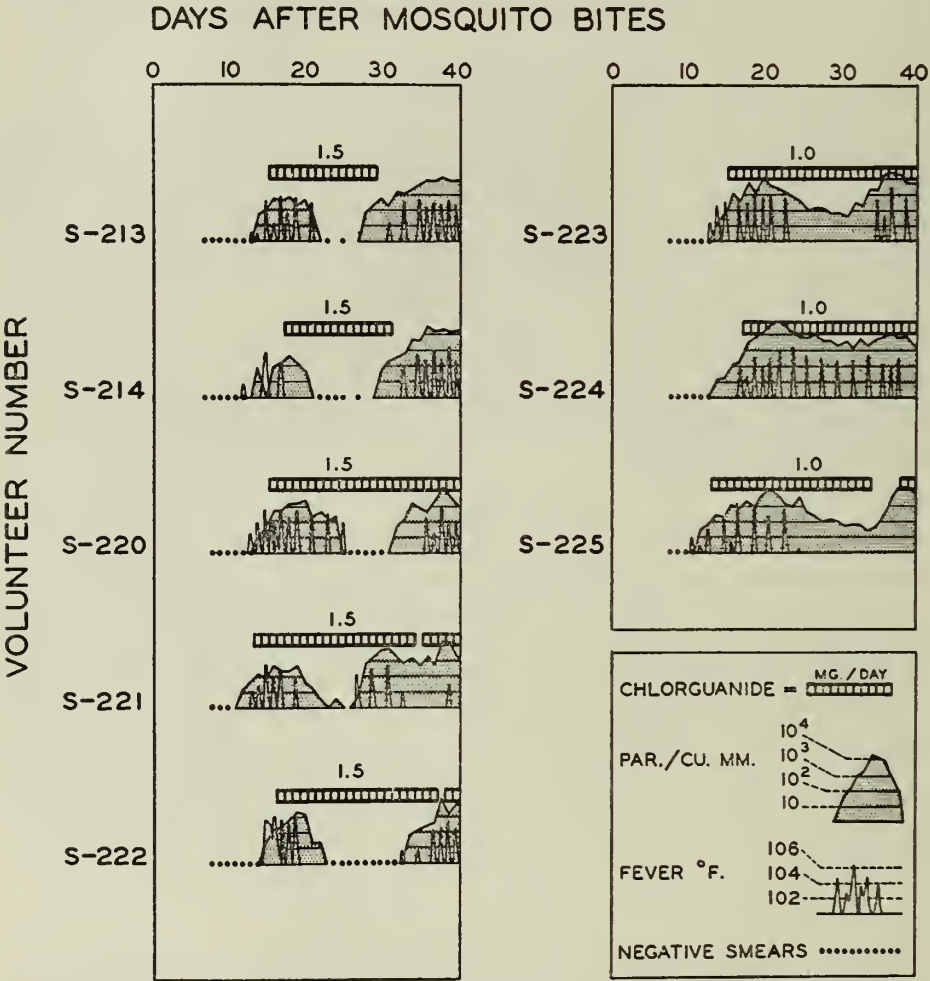 DAYS AFTER MOSQUITO BITES
0 10 20 30 40
0 10 20 30 40
VOLUNTEER NUMBER
1.5
S-213
1.5
S-214
1.5
S-220
1.5
S-221
1.5
S-222
1.0
S-223
1.0
S-224
1.0
S-225
CHLORGUANIDE = MG./DAY
PAR./CU. MM.
10⁴
10³
10²
10
FEVER °F.
106
104
102
NEGATIVE SMEARS